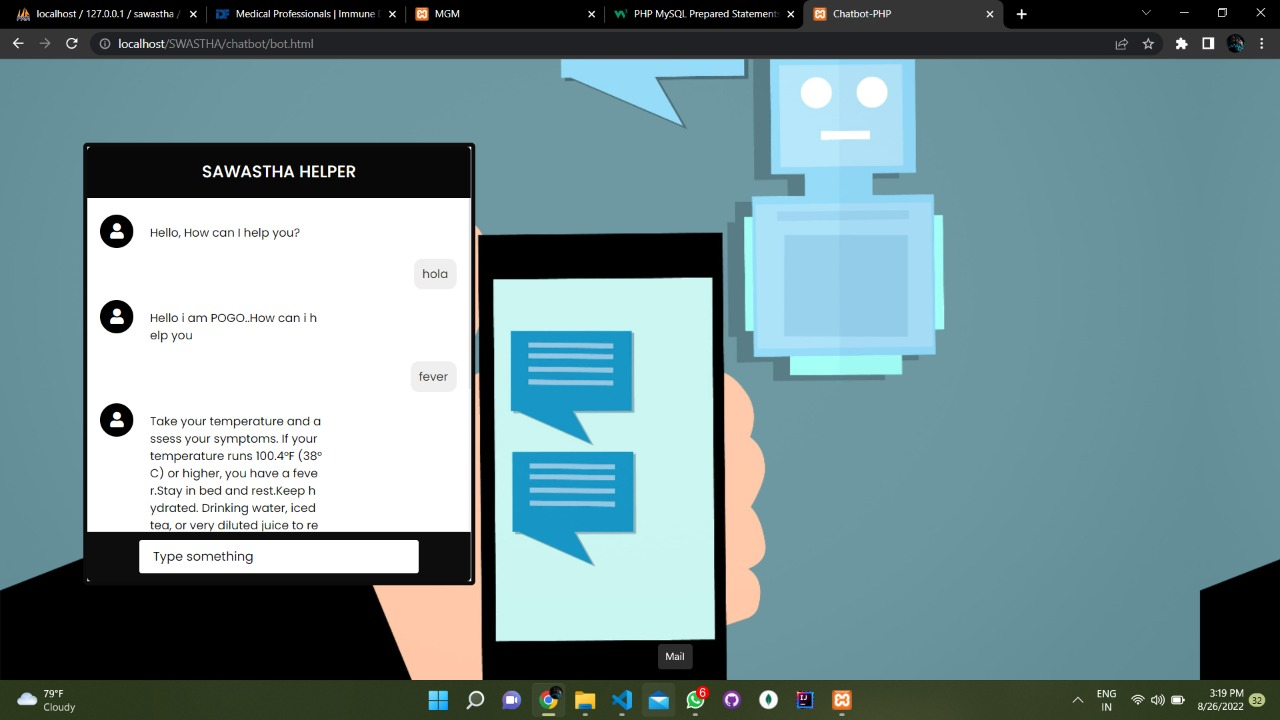 localhost / 127.0.0.1 / sawastha /
Medical Professionals | Immune D
MGM
PHP MySQL Prepared Statements
Chatbot-PHP
localhost/SWASTHA/chatbot/bot.html
SAWASTHA HELPER
Hello, How can I help you?
hola
Hello i am POGO..How can i h
elp you
fever
Take your temperature and a
ssess your symptoms. If your
temperature runs 100.4°F (38°
C) or higher, you have a feve
r.Stay in bed and rest.Keep h
ydrated. Drinking water, iced
tea, or very diluted juice to re
Type something
Mail
79°F
Cloudy
6
ENG
IN
3:19 PM
8/26/2022
32